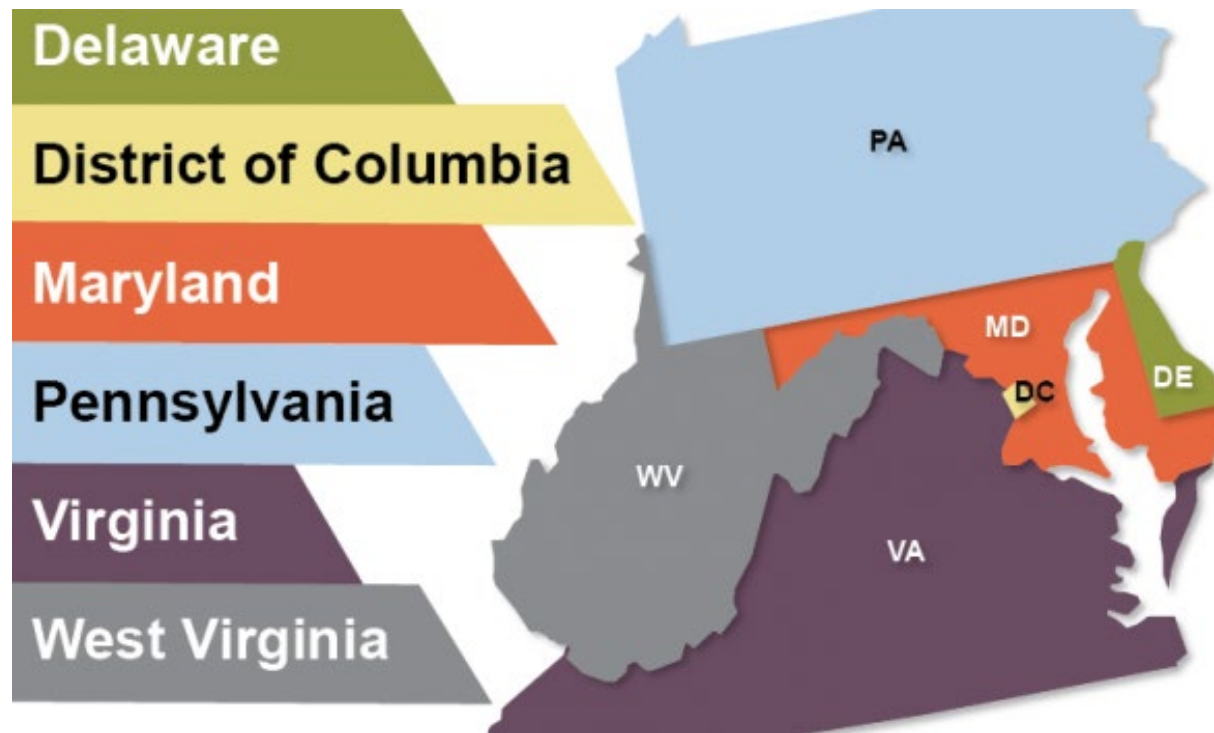 Delaware
District of Columbia
Maryland
Pennsylvania
Virginia
West Virginia
PA
MD
DC
DE
WV
VA